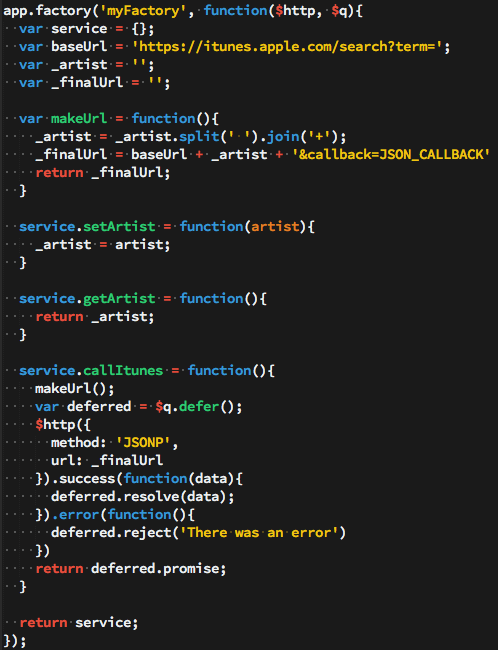 app.factory('myFactory', function($http, $q){
  var service = {};
  var baseUrl = 'https://itunes.apple.com/search?term=';
  var _artist = '';
  var _finalUrl = '';

  var makeUrl = function(){
    _artist = _artist.split(' ').join('+');
    _finalUrl = baseUrl + _artist + '&callback=JSON_CALLBACK'
    return _finalUrl;
  }

  service.setArtist = function(artist){
    _artist = artist;
  }

  service.getArtist = function(){
    return _artist;
  }

  service.callItunes = function(){
    makeUrl();
    var deferred = $q.defer();
    $http({
      method: 'JSONP',
      url: _finalUrl
    }).success(function(data){
      deferred.resolve(data);
    }).error(function(){
      deferred.reject('There was an error')
    })
    return deferred.promise;
  }

  return service;
});